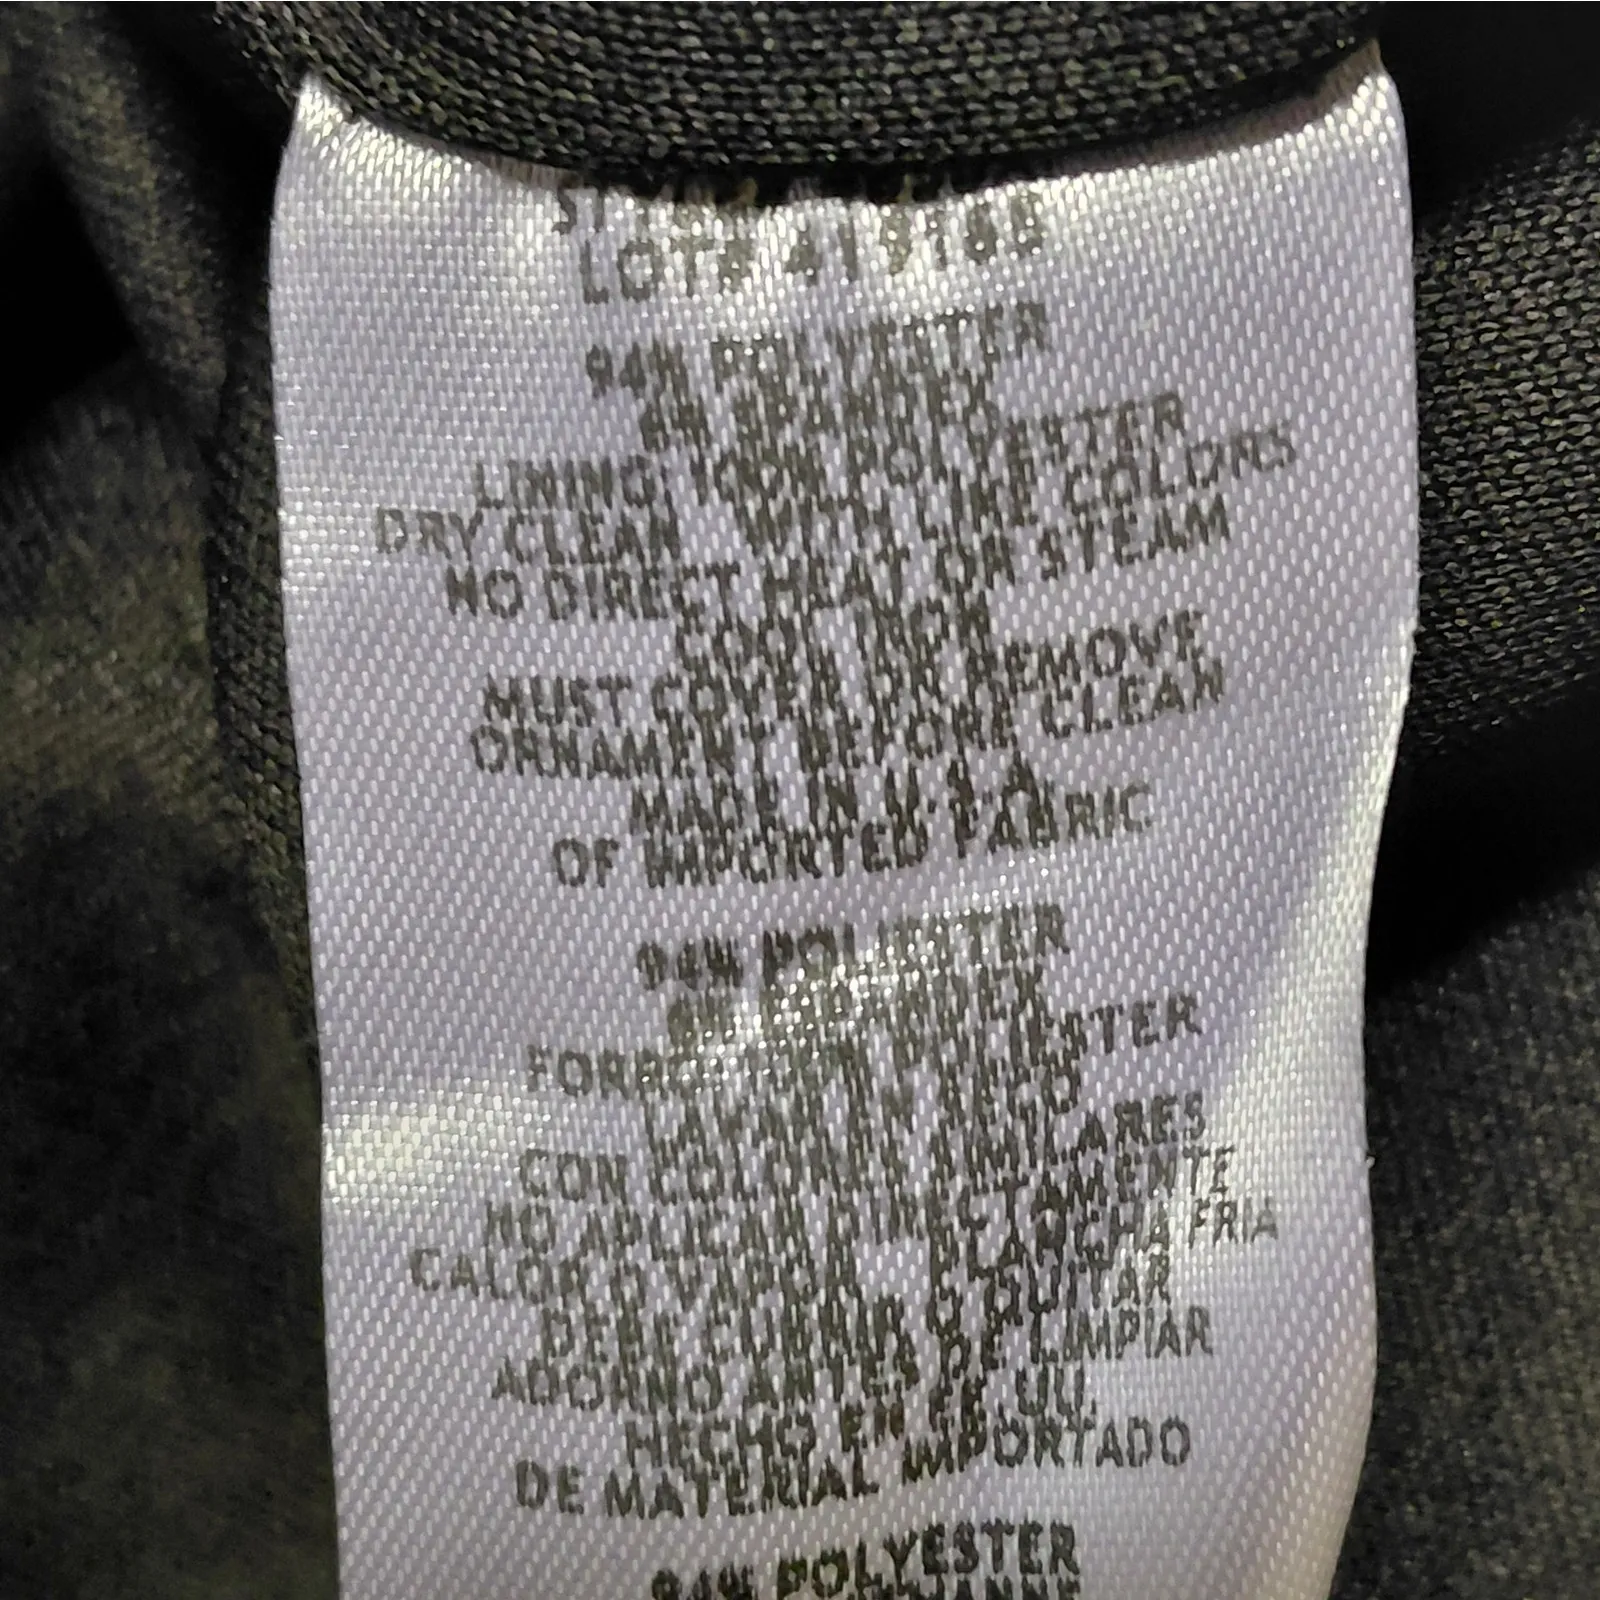 LOT# 419168
94% POLYESTER
6% SPANDEX
LINING: 100% POLYESTER
DRY CLEAN WITH LIKE COLORS
NO DIRECT HEAT OR STEAM
COOL IRON
MUST COVER OR REMOVE
ORNAMENT BEFORE CLEAN
MADE IN U.S.A
OF IMPORTED FABRIC
94% POLIESTER
6% EXPANDEX
FORRO 100% POLIESTER
LAVAR EN SECO
CON COLORES SIMILARES
NO APLICAR DIRECTAMENTE
CALOR O VAPOR PLANCHA FRIA
DEBE CUBRIR O QUITAR
ADORNO ANTES DE LIMPIAR
HECHO EN EE.UU.
DE MATERIAL IMPORTADO
94% POLYESTER